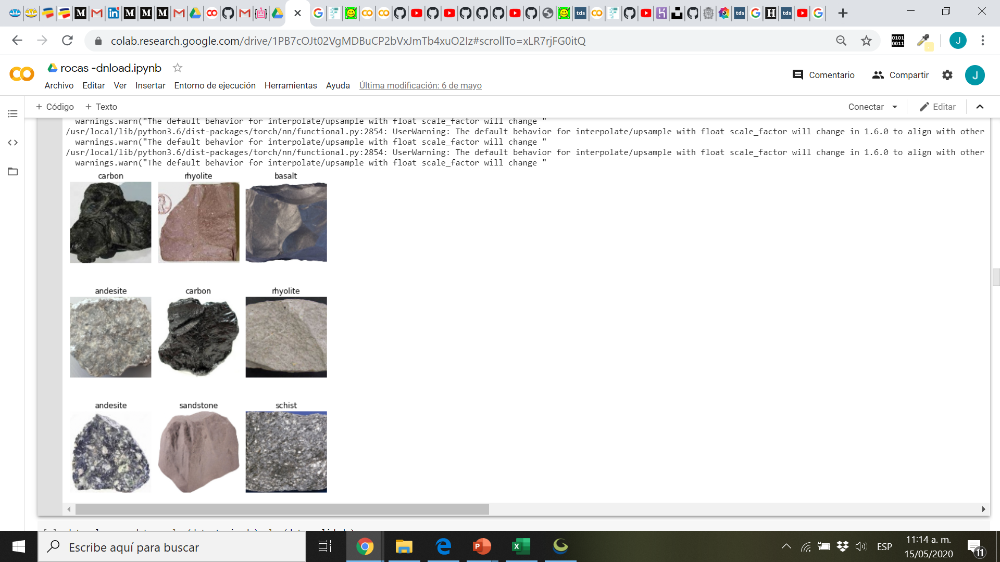 colab.research.google.com/drive/1PB7cOJt02VgMDBuCP2bVxJmTb4xuO2Iz#scrollTo=xLR7rjFG0itQ
rocas -dnload.ipynb
Comentario Compartir J
Archivo Editar Ver Insertar Entorno de ejecución Herramientas Ayuda Última modificación: 6 de mayo
+ Código + Texto Conectar Editar
warnings.warn("The default behavior for interpolate/upsample with float scale_factor will change "
/usr/local/lib/python3.6/dist-packages/torch/nn/functional.py:2854: UserWarning: The default behavior for interpolate/upsample with float scale_factor will change in 1.6.0 to align with other
warnings.warn("The default behavior for interpolate/upsample with float scale_factor will change "
/usr/local/lib/python3.6/dist-packages/torch/nn/functional.py:2854: UserWarning: The default behavior for interpolate/upsample with float scale_factor will change in 1.6.0 to align with other
warnings.warn("The default behavior for interpolate/upsample with float scale_factor will change "
carbon rhyolite basalt
andesite carbon rhyolite
andesite sandstone schist
Escribe aquí para buscar
ESP
11:14 a. m.
15/05/2020
11